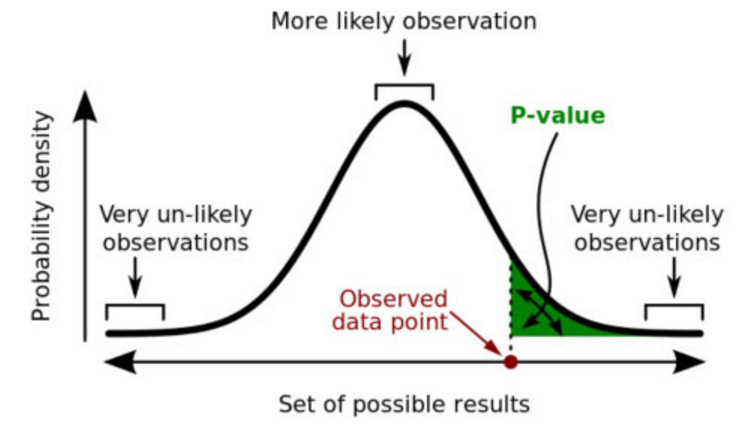 More likely observation
P-value
Probability density
Very un-likely
observations
Very un-likely
observations
Observed
data point
Set of possible results